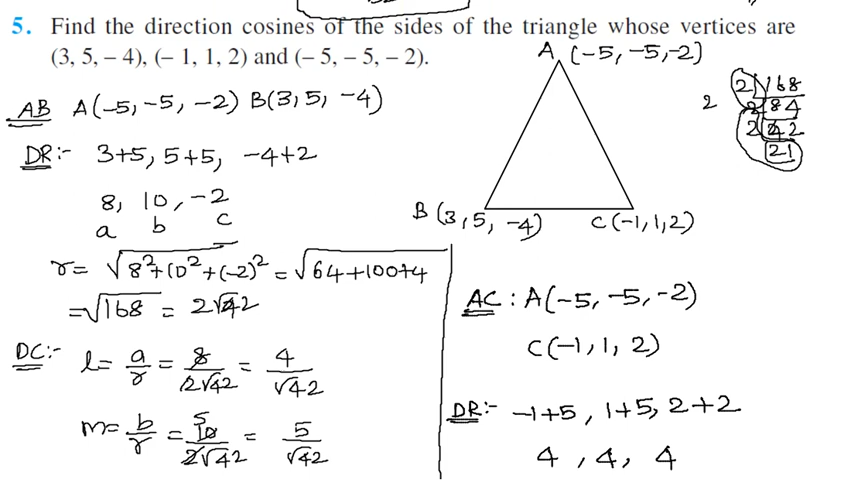 5. Find the direction cosines of the sides of the triangle whose vertices are
(3, 5, – 4), (– 1, 1, 2) and (– 5, – 5, – 2).
A (-5, -5, -2)
AB A(-5, -5, -2) B(3, 5, -4)
DR:- 3+5, 5+5, -4+2
8, 10, -2
a b c
r = √8²+10²+(-2)² = √64+100+4
= √168 = 2√42
DC:- l = a/r = 8/2√42 = 4/√42
m = b/r = 5 10/2√42 = 5/√42
2 | 168
2 2 | 84
2 | 42
21
B (3, 5, -4) C(-1, 1, 2)
AC : A(-5, -5, -2)
C(-1, 1, 2)
DR:- -1+5, 1+5, 2+2
4, 4, 4